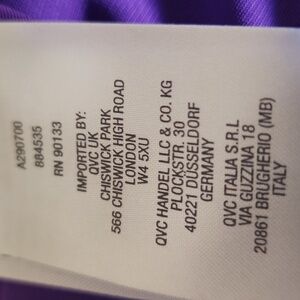 A290700
884535
RN 90133
IMPORTED BY:
QVC UK
CHISWICK PARK
566 CHISWICK HIGH ROAD
LONDON
W4 5XU
QVC HANDEL LLC & CO. KG
PLOCKSTR. 30
40221 DUSSELDORF
GERMANY
QVC ITALIA S.R.L
VIA GUZZINA 18
20861 BRUGHERIO (MB)
ITALY